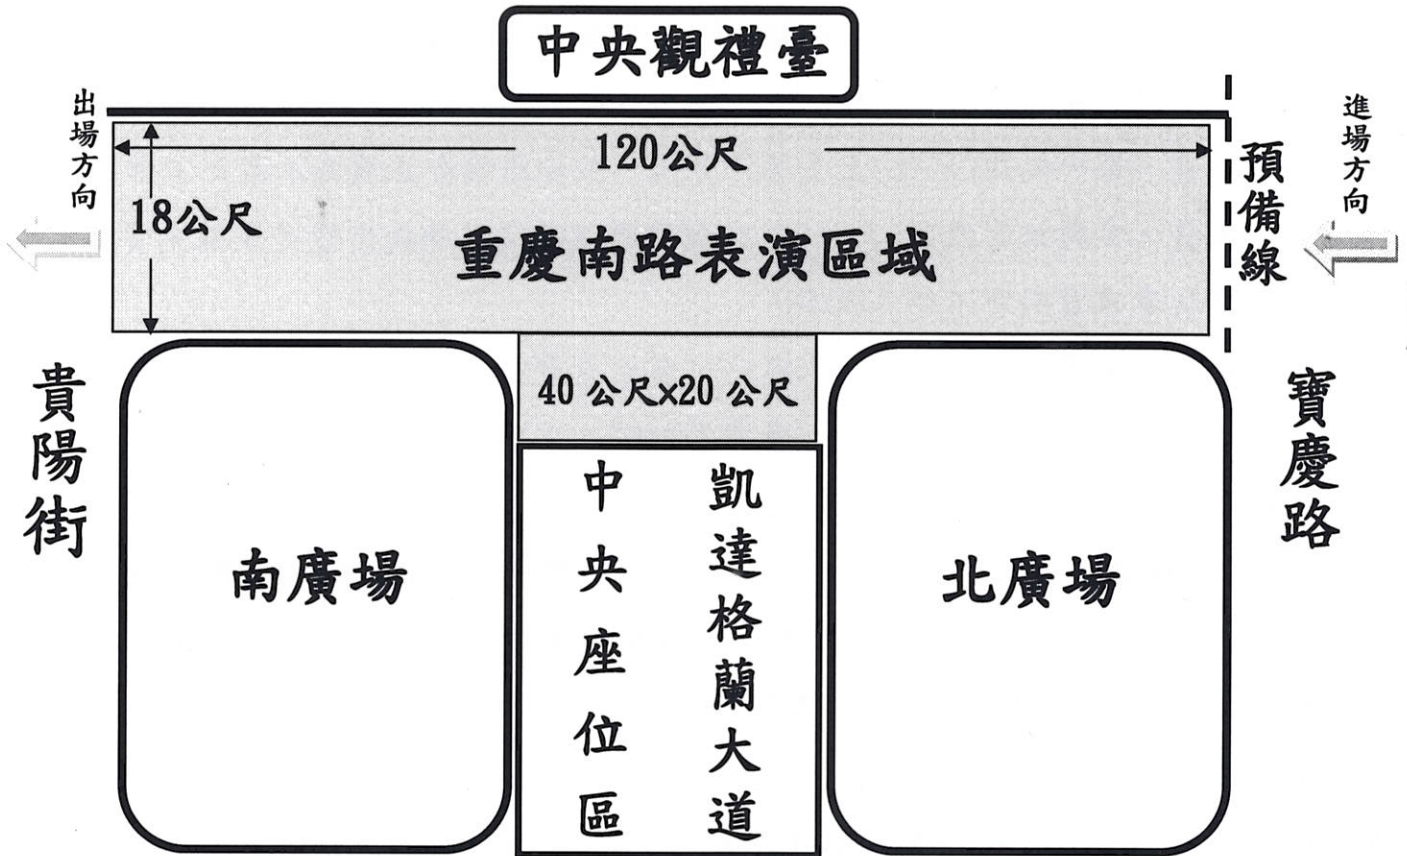 中央觀禮臺
出場方向
進場方向
120公尺
預備線
18公尺
重慶南路表演區域
貴陽街
40 公尺×20 公尺
寶慶路
南廣場
凱達格蘭大道
中央座位區
北廣場